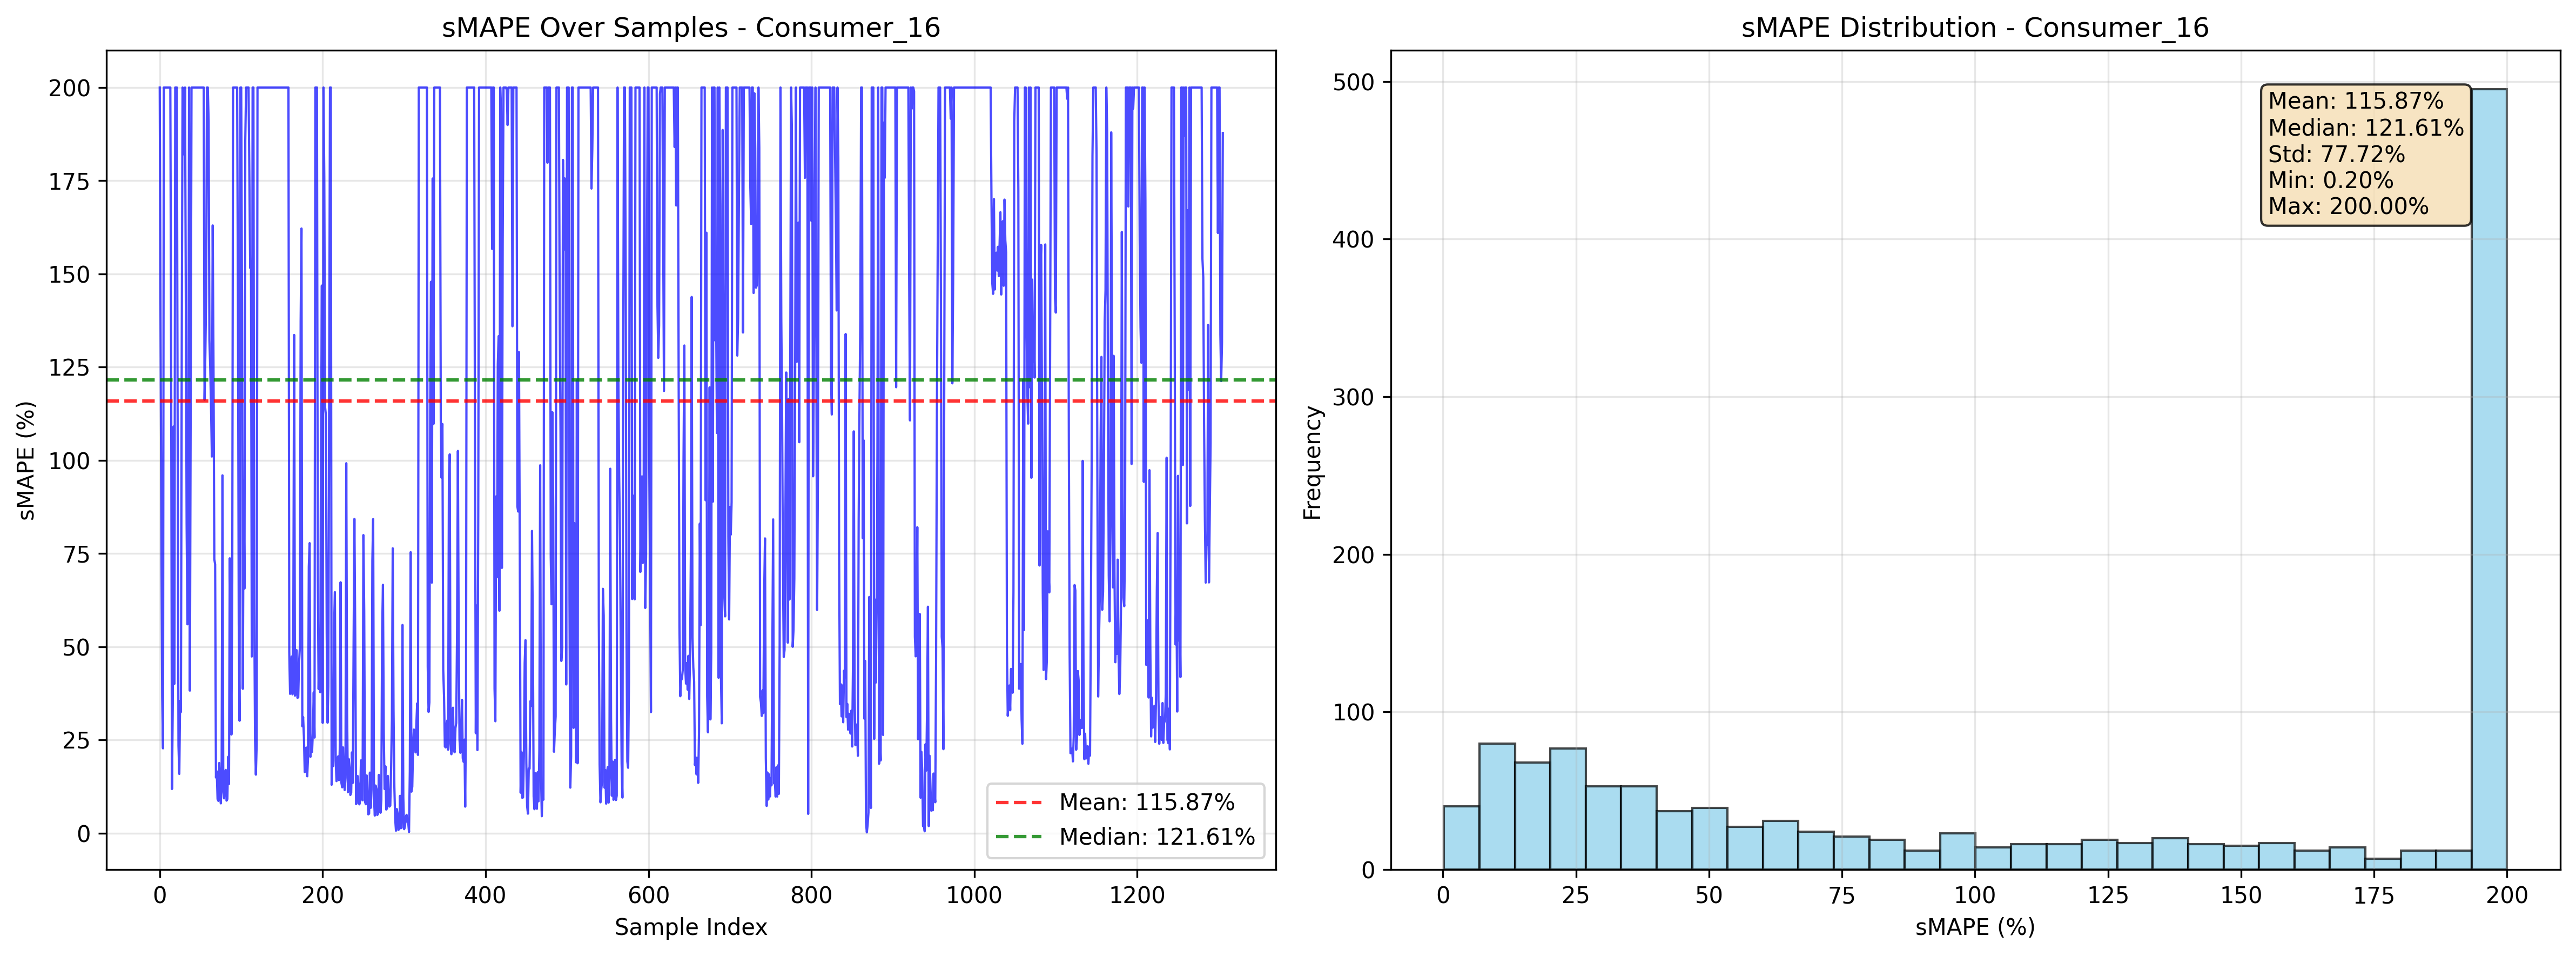 sMAPE Over Samples - Consumer_16
sMAPE (%)
200
175
150
125
100
75
50
25
0
0 200 400 600 800 1000 1200
Sample Index
Mean: 115.87%
Median: 121.61%
sMAPE Distribution - Consumer_16
Frequency
500
400
300
200
100
0
0 25 50 75 100 125 150 175 200
sMAPE (%)
Mean: 115.87%
Median: 121.61%
Std: 77.72%
Min: 0.20%
Max: 200.00%